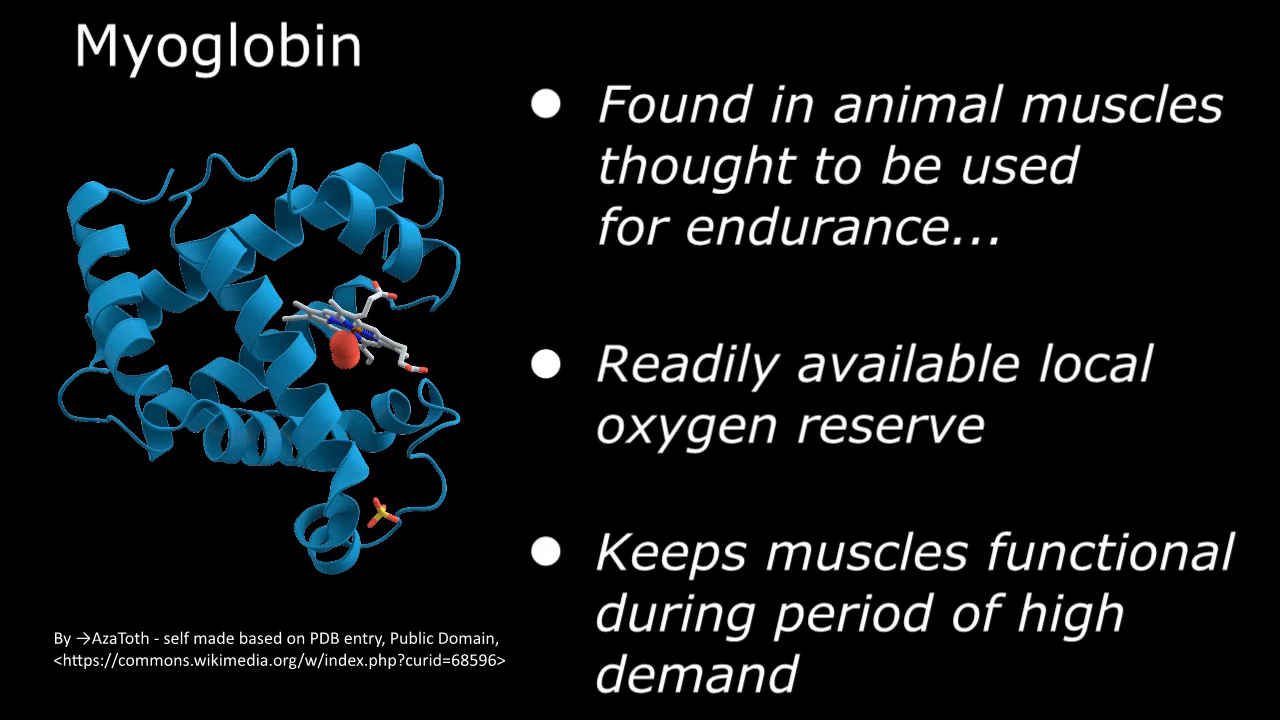 Myoglobin
● Found in animal muscles
thought to be used
for endurance...
● Readily available local
oxygen reserve
● Keeps muscles functional
during period of high
demand
By →AzaToth - self made based on PDB entry, Public Domain,
<https://commons.wikimedia.org/w/index.php?curid=68596>